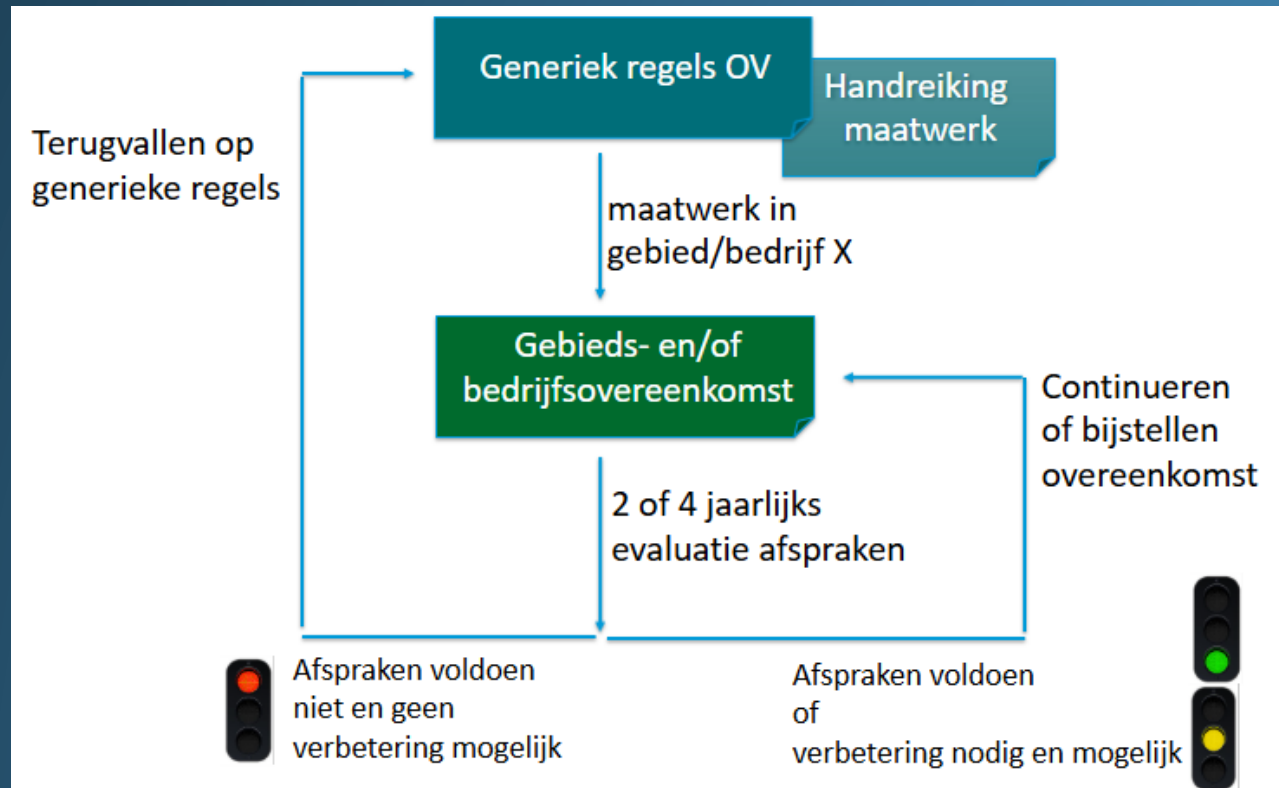 Generiek regels OV
Handreiking
maatwerk
Terugvallen op
generieke regels
maatwerk in
gebied/bedrijf X
Gebieds- en/of
bedrijfsovereenkomst
Continueren
of bijstellen
overeenkomst
2 of 4 jaarlijks
evaluatie afspraken
Afspraken voldoen
niet en geen
verbetering mogelijk
Afspraken voldoen
of
verbetering nodig en mogelijk